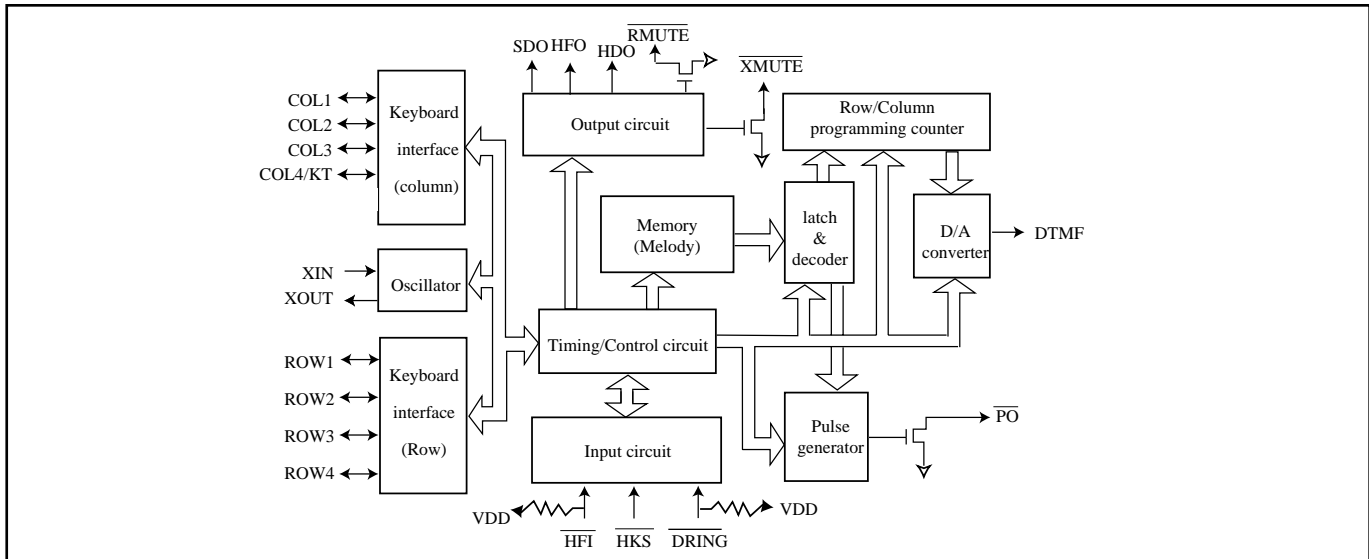 RMUTE
SDO
HFO
HDO
XMUTE
COL1
COL2
COL3
COL4/KT
Keyboard
interface
(column)
Output circuit
Row/Column
programming counter
Memory
(Melody)
latch
&
decoder
D/A
converter
DTMF
XIN
XOUT
Oscillator
Timing/Control circuit
ROW1
ROW2
ROW3
ROW4
Keyboard
interface
(Row)
Input circuit
Pulse
generator
PO
VDD
HFI
HKS
DRING
VDD